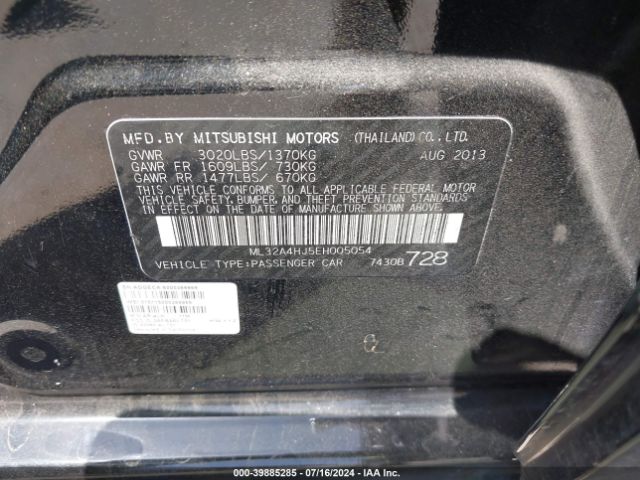 MFD. BY MITSUBISHI MOTORS (THAILAND) CO., LTD.
GVWR 3020LBS/1370KG AUG 2013
GAWR FR 1609LBS/ 730KG
GAWR RR 1477LBS/ 670KG
THIS VEHICLE CONFORMS TO ALL APPLICABLE FEDERAL MOTOR
VEHICLE SAFETY, BUMPER, AND THEFT PREVENTION STANDARDS
IN EFFECT ON THE DATE OF MANUFACTURE SHOWN ABOVE.
ML32A4HJ5EH005054
VEHICLE TYPE: PASSENGER CAR 7430B 728
000-39885285 - 07/16/2024 - IAA Inc.